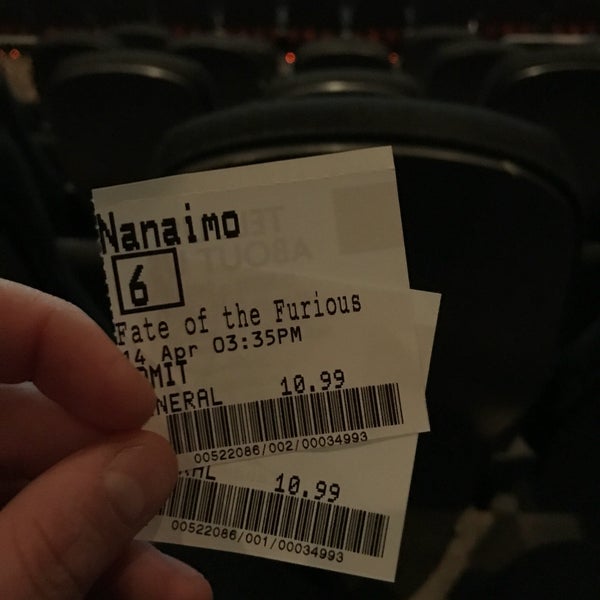 Nanaimo
6
Fate of the Furious
14 Apr 03:35PM
10.99
00522086/002/00034993
10.99
00522086/001/00034993